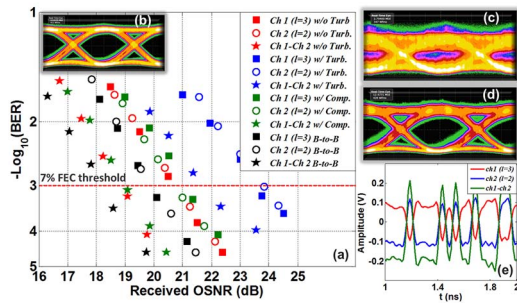 (b)
Ch 1 (l=3) w/o Turb.
Ch 2 (l=2) w/o Turb.
Ch 1-Ch 2 w/o Turb.
Ch 1 (l=3) w/ Turb.
Ch 2 (l=2) w/ Turb.
Ch 1-Ch 2 w/ Turb.
Ch 1 (l=3) w/ Comp.
Ch 2 (l=2) w/ Comp.
Ch 1-Ch 2 w/ Comp.
Ch 1 (l=3) B-to-B
Ch 2 (l=2) B-to-B
Ch 1-Ch 2 B-to-B
-Log10(BER)
1
2
3
4
5
7% FEC threshold
(a)
16 17 18 19 20 21 22 23 24 25
Received OSNR (dB)
(c)
(d)
ch1 (l=3)
ch2 (l=2)
ch1-ch2
Amplitude (V)
0.2
0.1
0
-0.1
-0.2
(e)
1 1.2 1.4 1.6 1.8 2
t (ns)